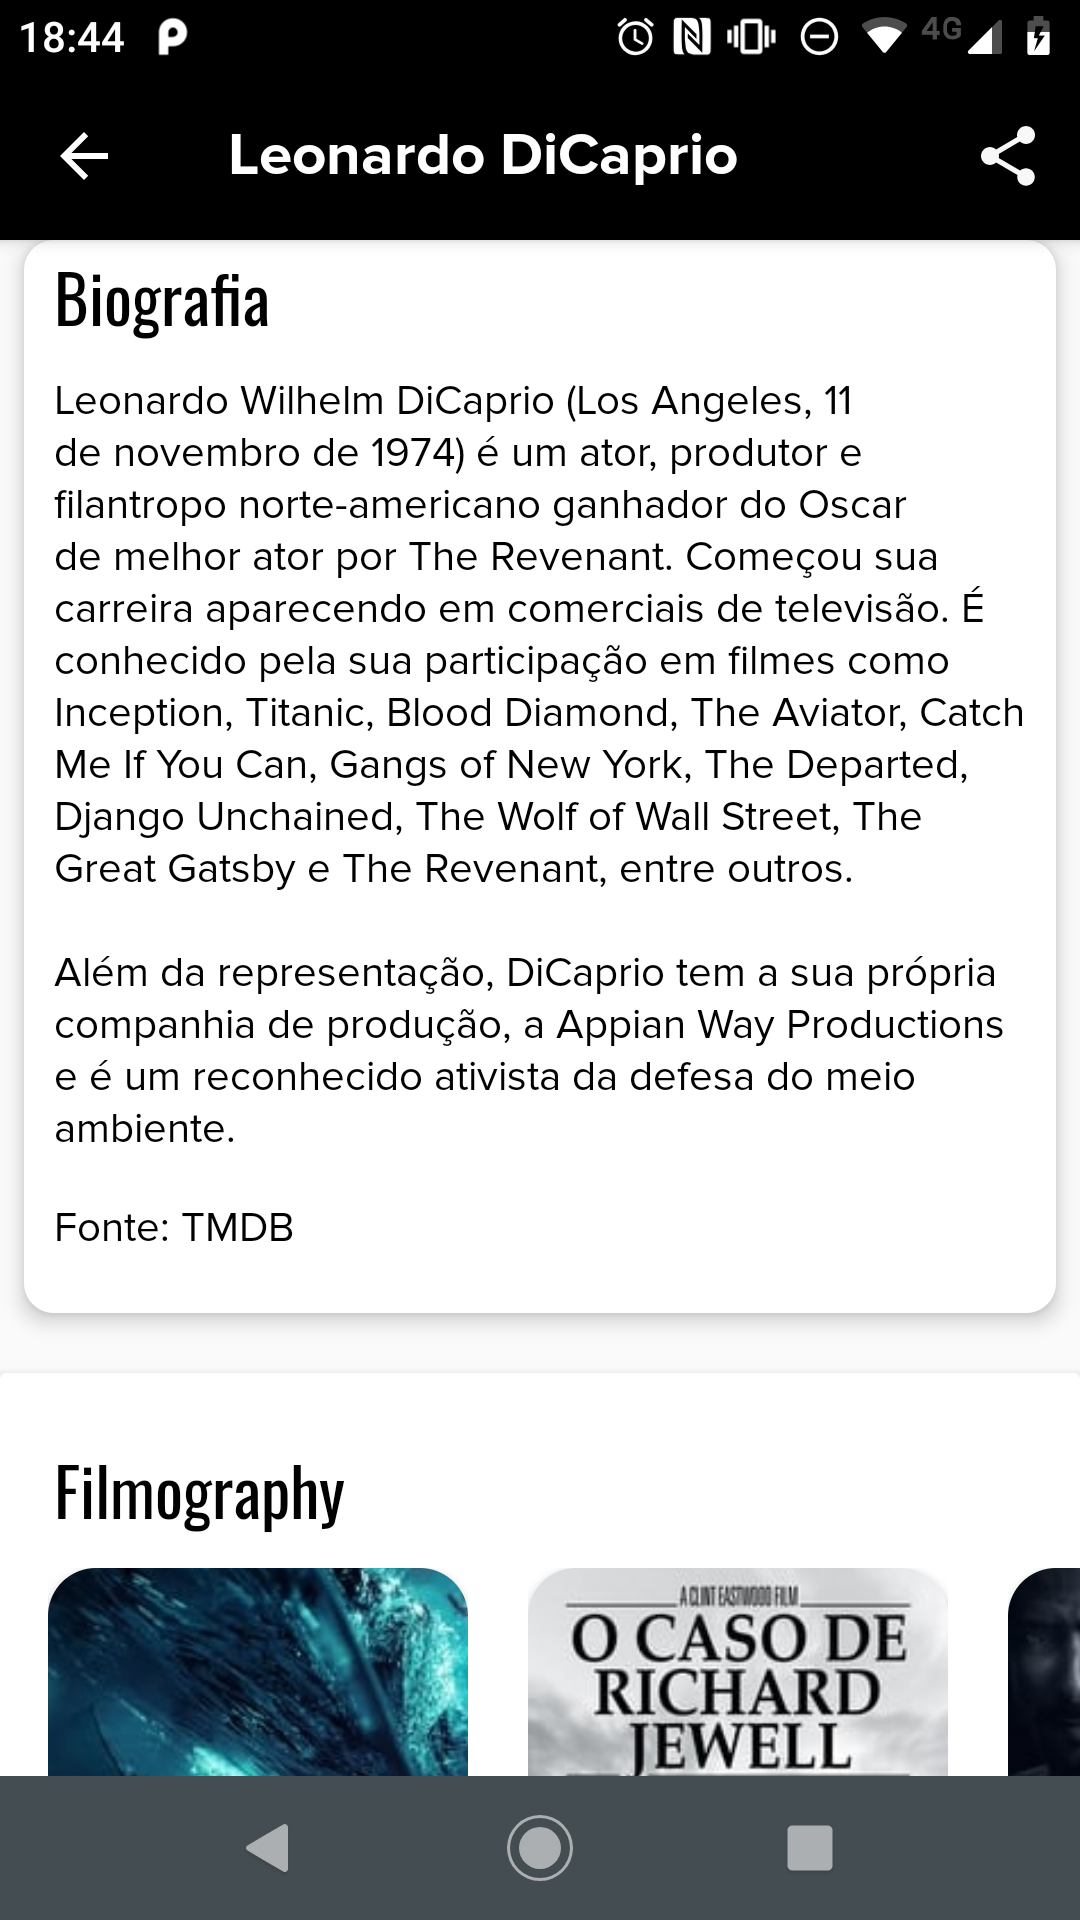 18:44
4G
Leonardo DiCaprio
Biografia
Leonardo Wilhelm DiCaprio (Los Angeles, 11
de novembro de 1974) é um ator, produtor e
filantropo norte-americano ganhador do Oscar
de melhor ator por The Revenant. Começou sua
carreira aparecendo em comerciais de televisão. É
conhecido pela sua participação em filmes como
Inception, Titanic, Blood Diamond, The Aviator, Catch
Me If You Can, Gangs of New York, The Departed,
Django Unchained, The Wolf of Wall Street, The
Great Gatsby e The Revenant, entre outros.
Além da representação, DiCaprio tem a sua própria
companhia de produção, a Appian Way Productions
e é um reconhecido ativista da defesa do meio
ambiente.
Fonte: TMDB
Filmography
A CLINT EASTWOOD FILM
O CASO DE
RICHARD
JEWELL